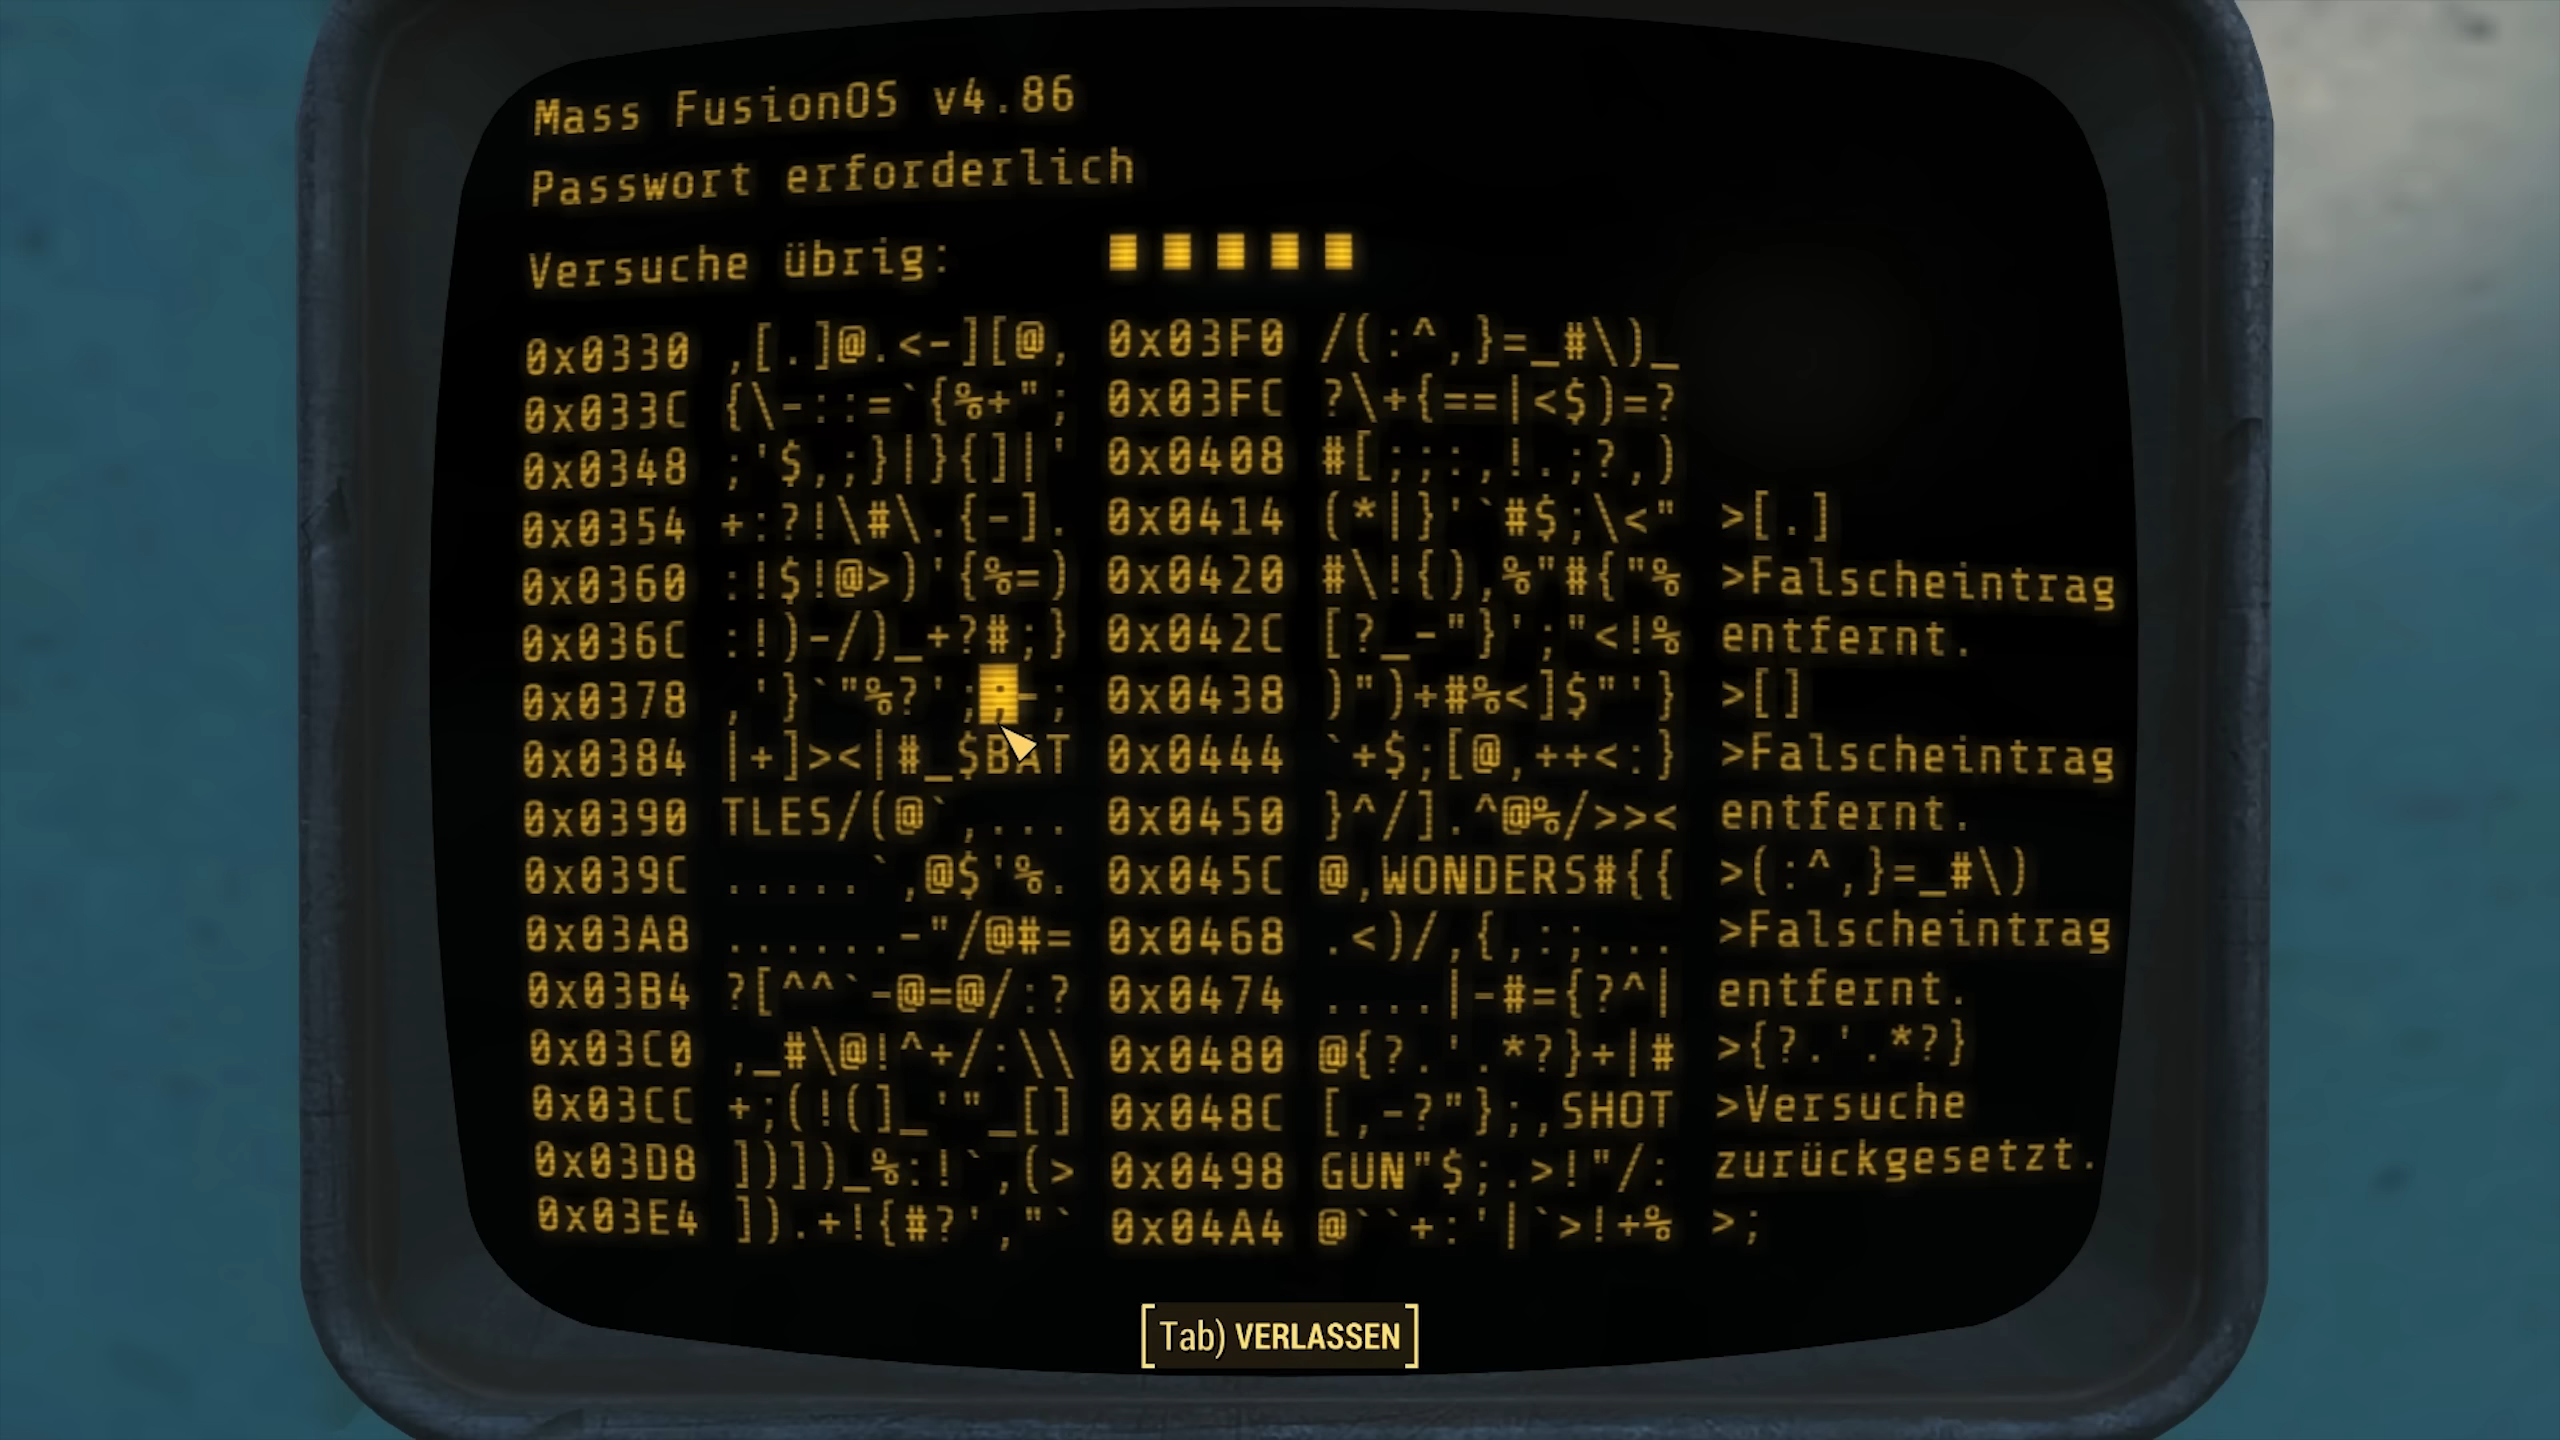 Mass FusionOS v4.86
Passwort erforderlich
Versuche übrig:
0x0330 ,[.]@.<-][@, 0x03F0 /(:^,}=_#\)_
0x033C {\-::=`{%+"; 0x03FC ?\+{==|<$)=?
0x0348 ;'$,;}|}{]|' 0x0408 #[;;:,!.;?,)
0x0354 +:?!\#\.{-]. 0x0414 (*|}'`#$;\<" >[.]
0x0360 :!$!@>)'{%=) 0x0420 #\!{),%"#{"% >Falscheintrag
0x036C :!)-/)_+?#;} 0x042C [?_-"}';"<!% entfernt.
0x0378 ,'}`"%?';;-; 0x0438 )")+#%<]$"'} >[]
0x0384 |+]><|#_$BAT 0x0444 `+$;[@,++<:} >Falscheintrag
0x0390 TLES/(@`,... 0x0450 }^/].^@%/>>< entfernt.
0x039C .....`,@$'%. 0x045C @,WONDERS#{{ >(:^,}=_#\)
0x03A8 ......-"/@#= 0x0468 .<)/,{,:;... >Falscheintrag
0x03B4 ?[^^`-@=@/:? 0x0474 ....|-#={?^| entfernt.
0x03C0 ,_#\@!^+/:\\ 0x0480 @{?.'.*?}+|# >{?.'.*?}
0x03CC +;(!(]_'"_[] 0x048C [,-?"};,SHOT >Versuche
0x03D8 ])])_%:!`,(> 0x0498 GUN"$;.>!"/: zurückgesetzt.
0x03E4 ]).+!{#?',"` 0x04A4 @``+:'|`>!+% >;
[Tab) VERLASSEN]